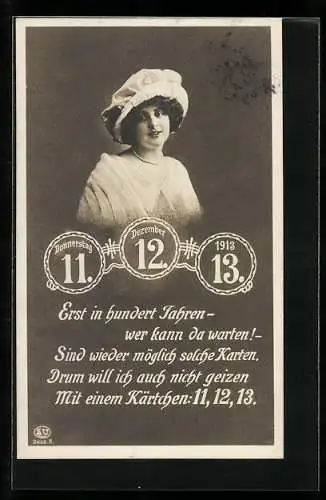 Donnerstag Dezember 1913
11. 12. 13.
Erst in hundert Jahren –
wer kann da warten! –
Sind wieder möglich solche Karten.
Drum will ich auch nicht geizen
Mit einem Kärtchen: 11, 12, 13.